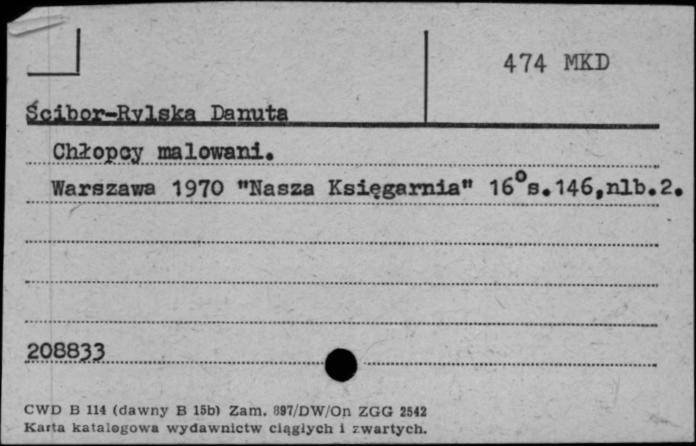 474 MKD
Ścibor-Rylska Danuta
Chłopcy malowani.
Warszawa 1970 "Nasza Księgarnia" 16° s.146,nlb.2.
208833
CWD B 114 (dawny B 15b) Zam. 897/DW/On ZGG 2542
Karta katalogowa wydawnictw ciągłych i zwartych.